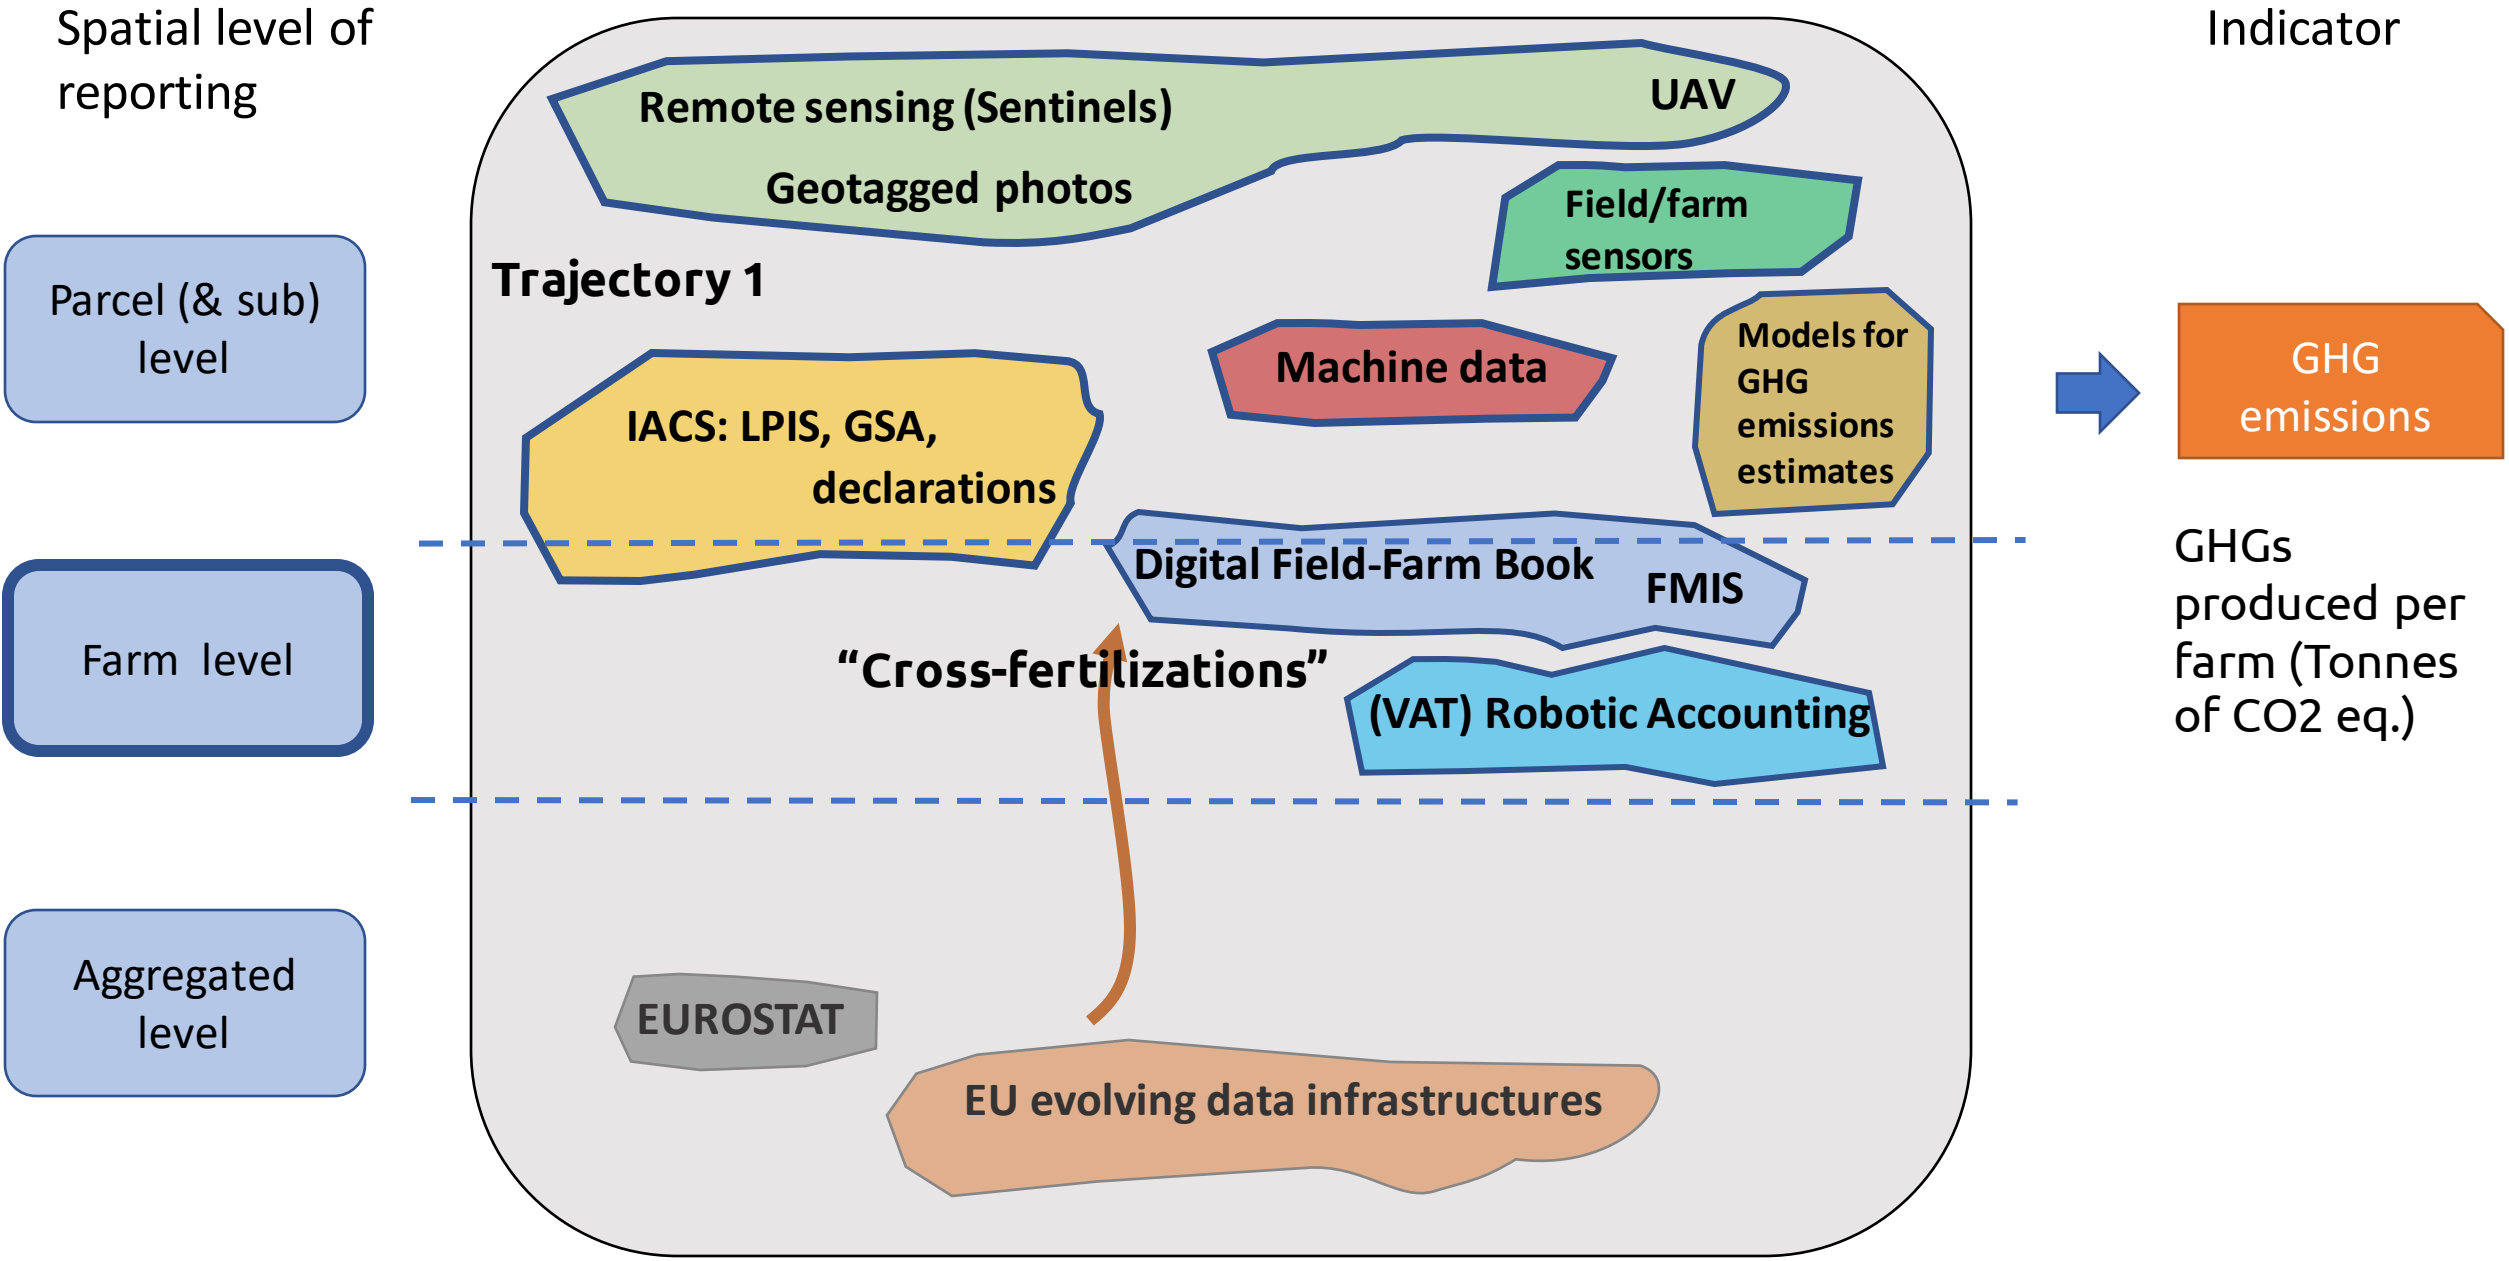 Spatial level of
reporting
Indicator
Remote sensing (Sentinels)
UAV
Geotagged photos
Field/farm
sensors
Trajectory 1
Parcel (& sub)
level
Machine data
Models for
GHG
emissions
estimates
GHG
emissions
IACS: LPIS, GSA,
declarations
Digital Field-Farm Book
FMIS
GHGs
produced per
farm (Tonnes
of CO2 eq.)
Farm level
“Cross-fertilizations”
(VAT) Robotic Accounting
Aggregated
level
EUROSTAT
EU evolving data infrastructures